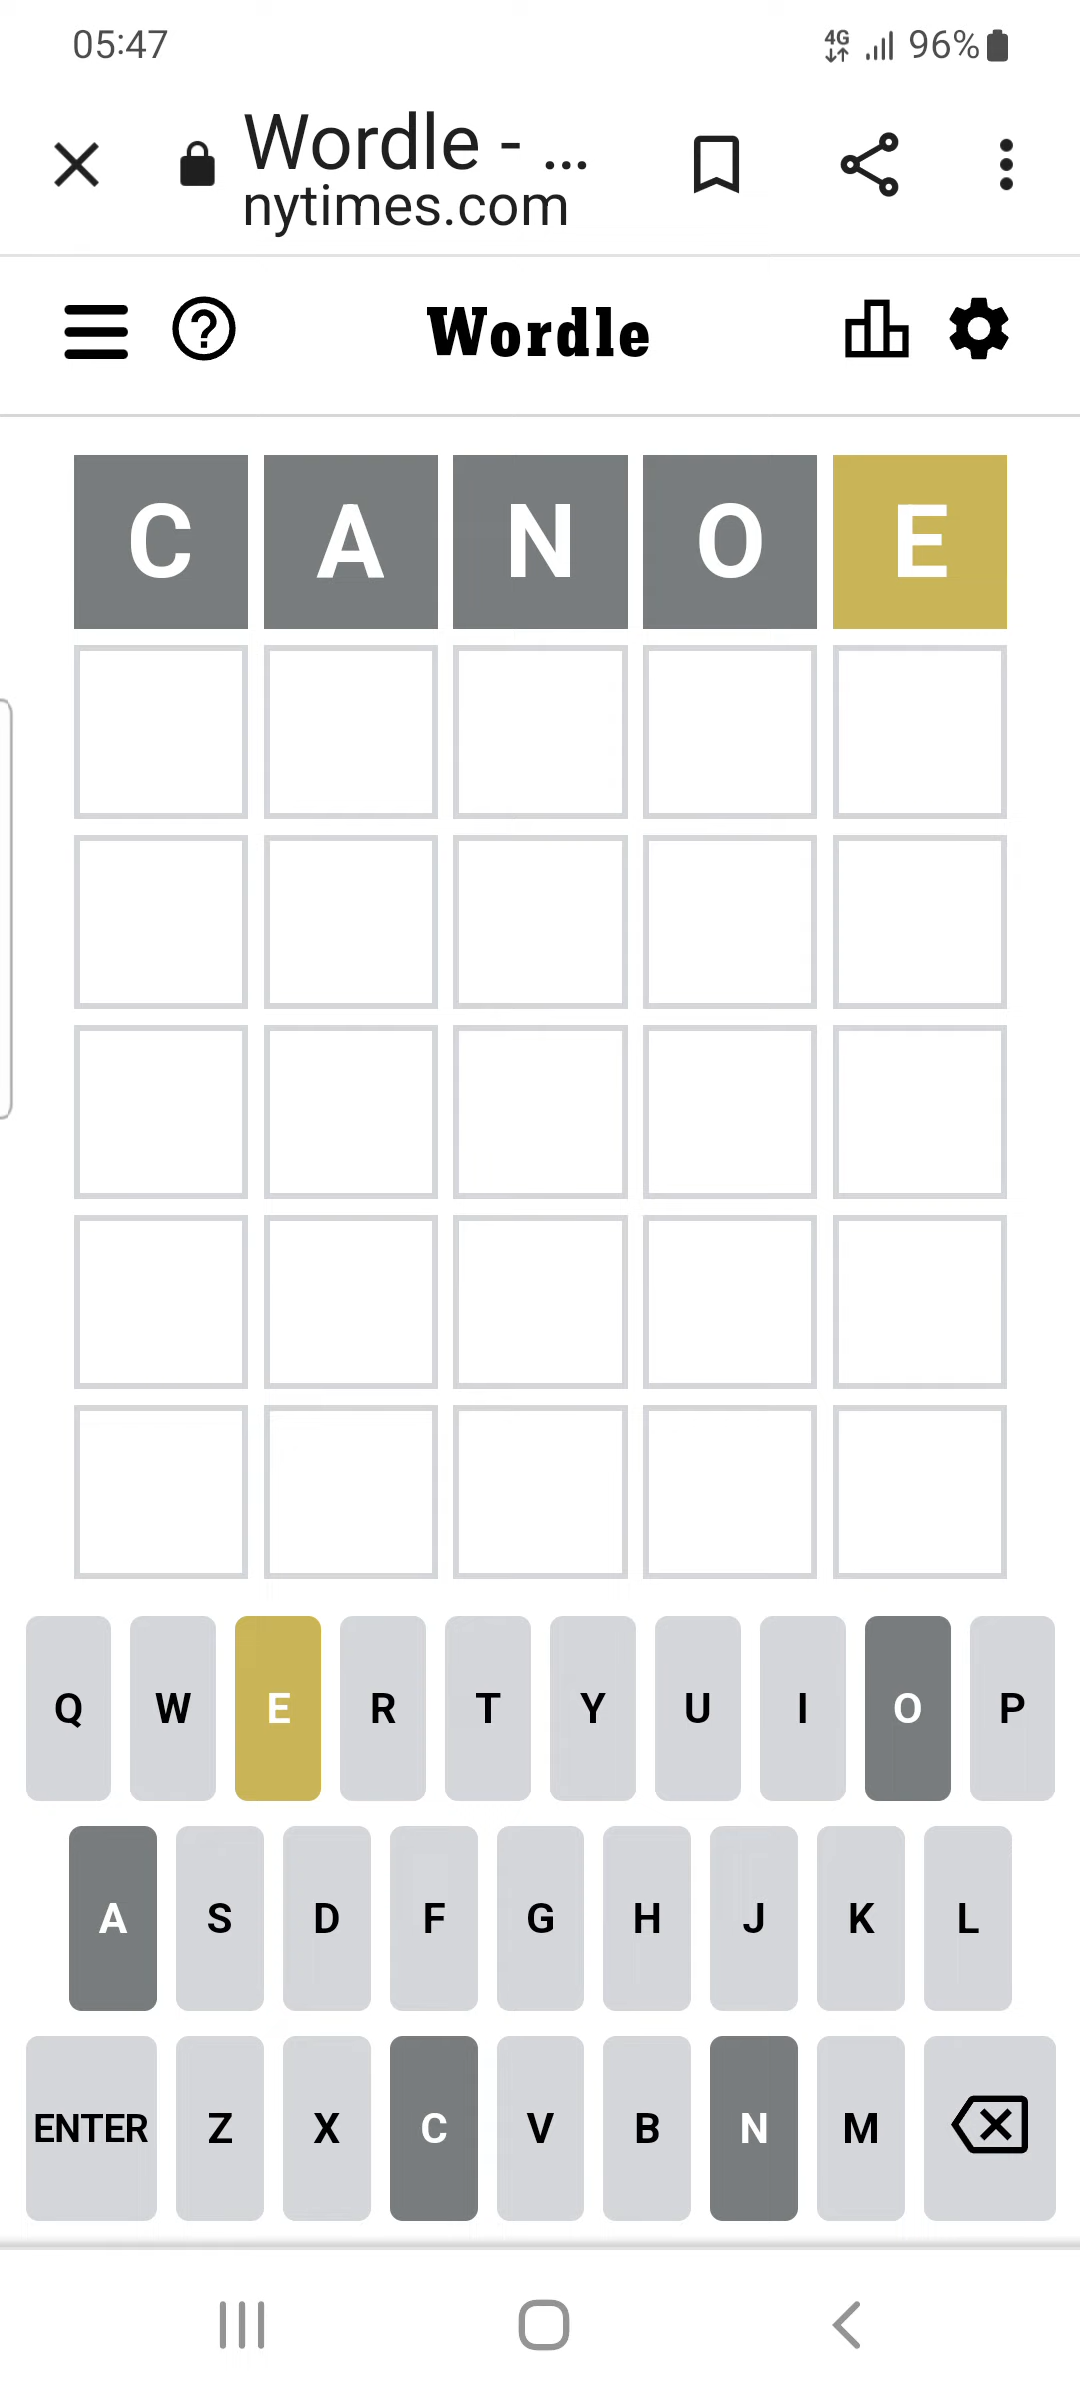 05:47 4G 96%
Wordle - ...
nytimes.com
Wordle
C A N O E
Q W E R T Y U I O P
A S D F G H J K L
ENTER Z X C V B N M